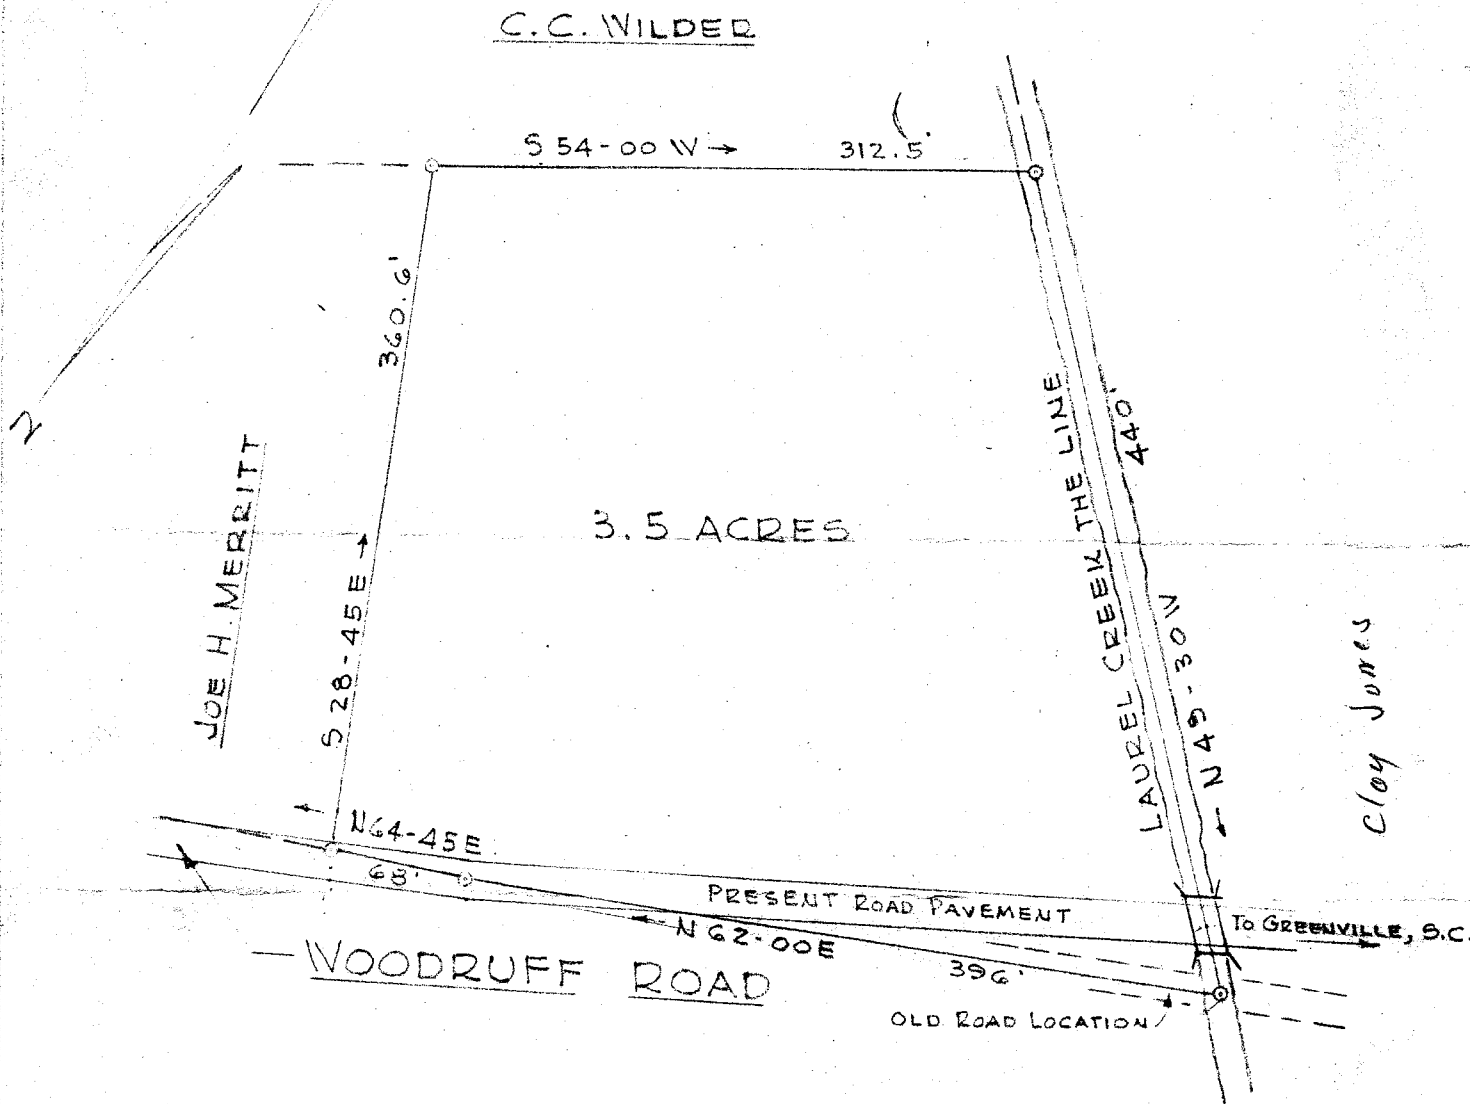 C.C. WILDER
S 54-00 W → 312.5'
360.6'
S 28-45 E →
JOE H. MERRITT
3.5 ACRES
LAUREL CREEK THE LINE
440'
← N 49-30 W
Clay Jones
← N 64-45 E
68'
PRESENT ROAD PAVEMENT
TO GREENVILLE, S.C.
← N 62-00 E
396'
WOODRUFF ROAD
OLD ROAD LOCATION